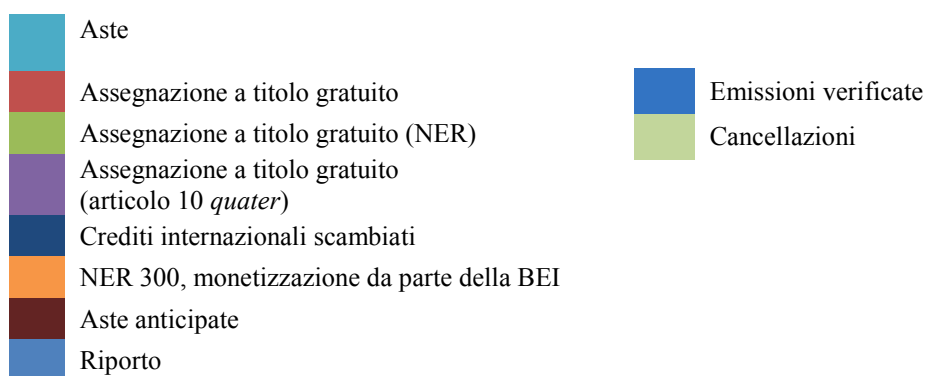 Aste
Assegnazione a titolo gratuito
Assegnazione a titolo gratuito (NER)
Assegnazione a titolo gratuito
(articolo 10 quater)
Crediti internazionali scambiati
NER 300, monetizzazione da parte della BEI
Aste anticipate
Riporto
Emissioni verificate
Cancellazioni